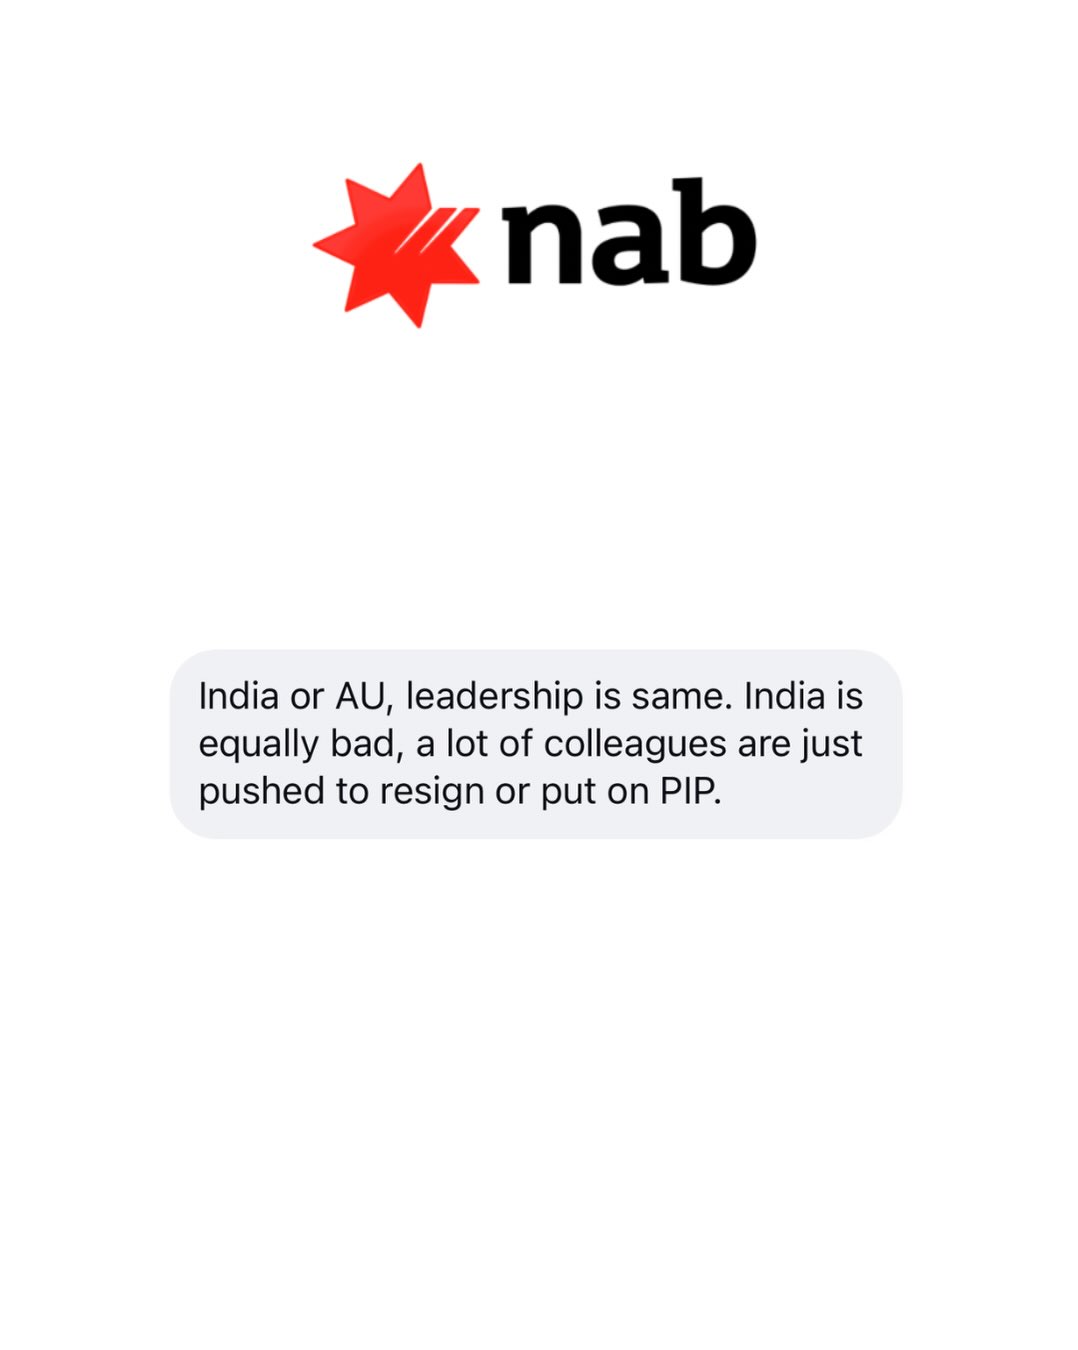 nab
India or AU, leadership is same. India is
equally bad, a lot of colleagues are just
pushed to resign or put on PIP.